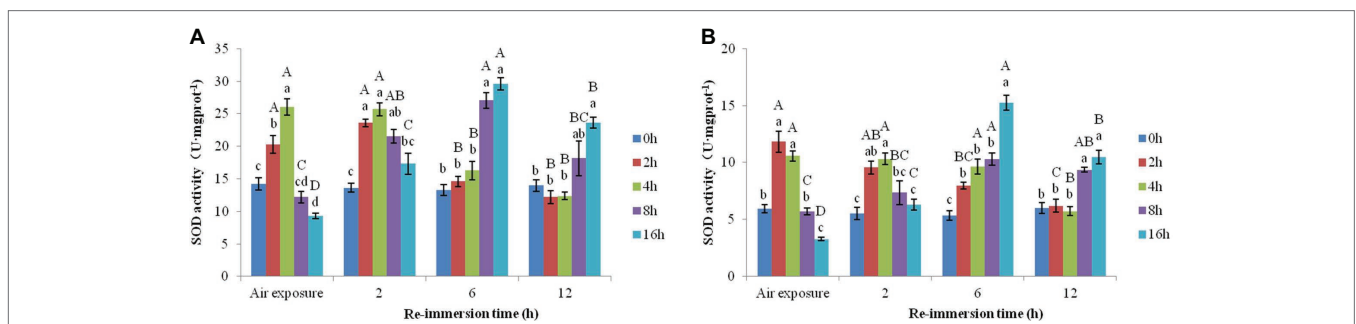 A
SOD activity (U·mgprot⁻¹)
35
30
25
20
15
10
5
0
c
A
b
A
a
C
cd
D
d
c
A
a
A
a
AB
ab
C
bc
b
B
b
B
b
A
a
A
a
b
B
b
B
b
BC
ab
B
a
Air exposure 2 6 12
Re-immersion time (h)
0h
2h
4h
8h
16h
B
SOD activity (U·mgprot⁻¹)
20
15
10
5
0
b
A
a
A
a
C
b
D
c
c
AB
ab
A
a
BC
bc
C
c
c
BC
b
A
b
A
b
A
a
b
C
b
B
b
AB
a
B
a
Air exposure 2 6 12
Re-immersion time (h)
0h
2h
4h
8h
16h